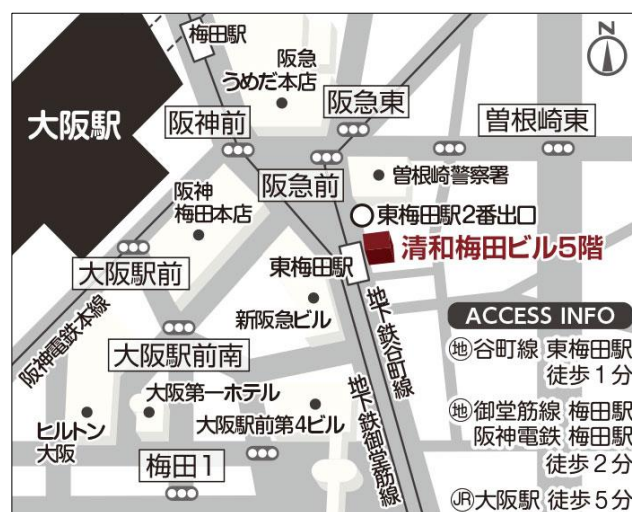 N
梅田駅
阪急
うめだ本店
阪急東
曽根崎東
大阪駅
阪神前
阪急前
曽根崎警察署
阪神
梅田本店
東梅田駅2番出口
清和梅田ビル5階
東梅田駅
大阪駅前
新阪急ビル
地下鉄谷町線
阪神電鉄本線
大阪駅前南
大阪第一ホテル
大阪駅前第4ビル
地下鉄御堂筋線
ヒルトン
大阪
梅田1
ACCESS INFO
地谷町線 東梅田駅
徒歩1分
地御堂筋線 梅田駅
阪神電鉄 梅田駅
徒歩2分
JR大阪駅 徒歩5分